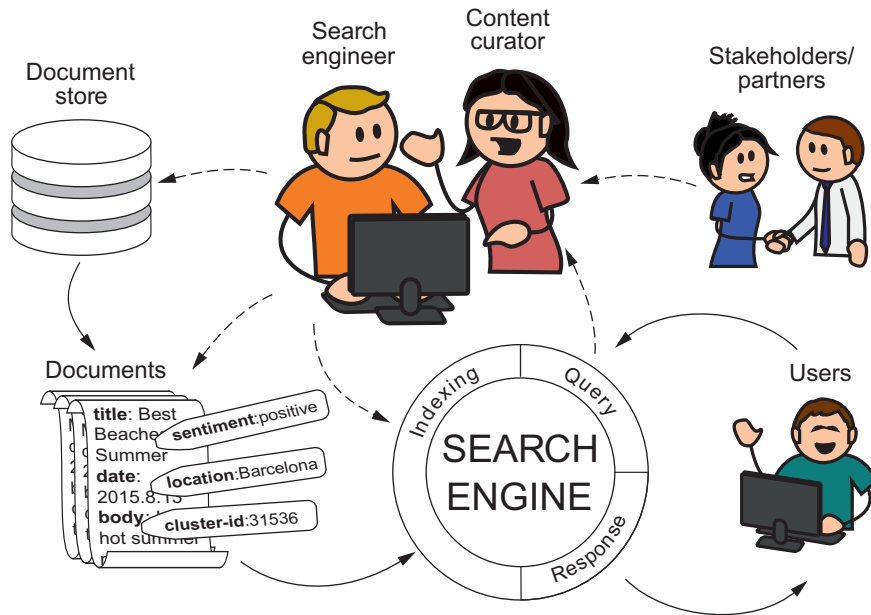 Search
engineer
Content
curator
Document
store
Stakeholders/
partners
Documents
title: Best
Beache
Summer
date:
2015.8.13
body:
hot summer
sentiment:positive
location:Barcelona
cluster-id:31536
Indexing
Query
Response
SEARCH
ENGINE
Users